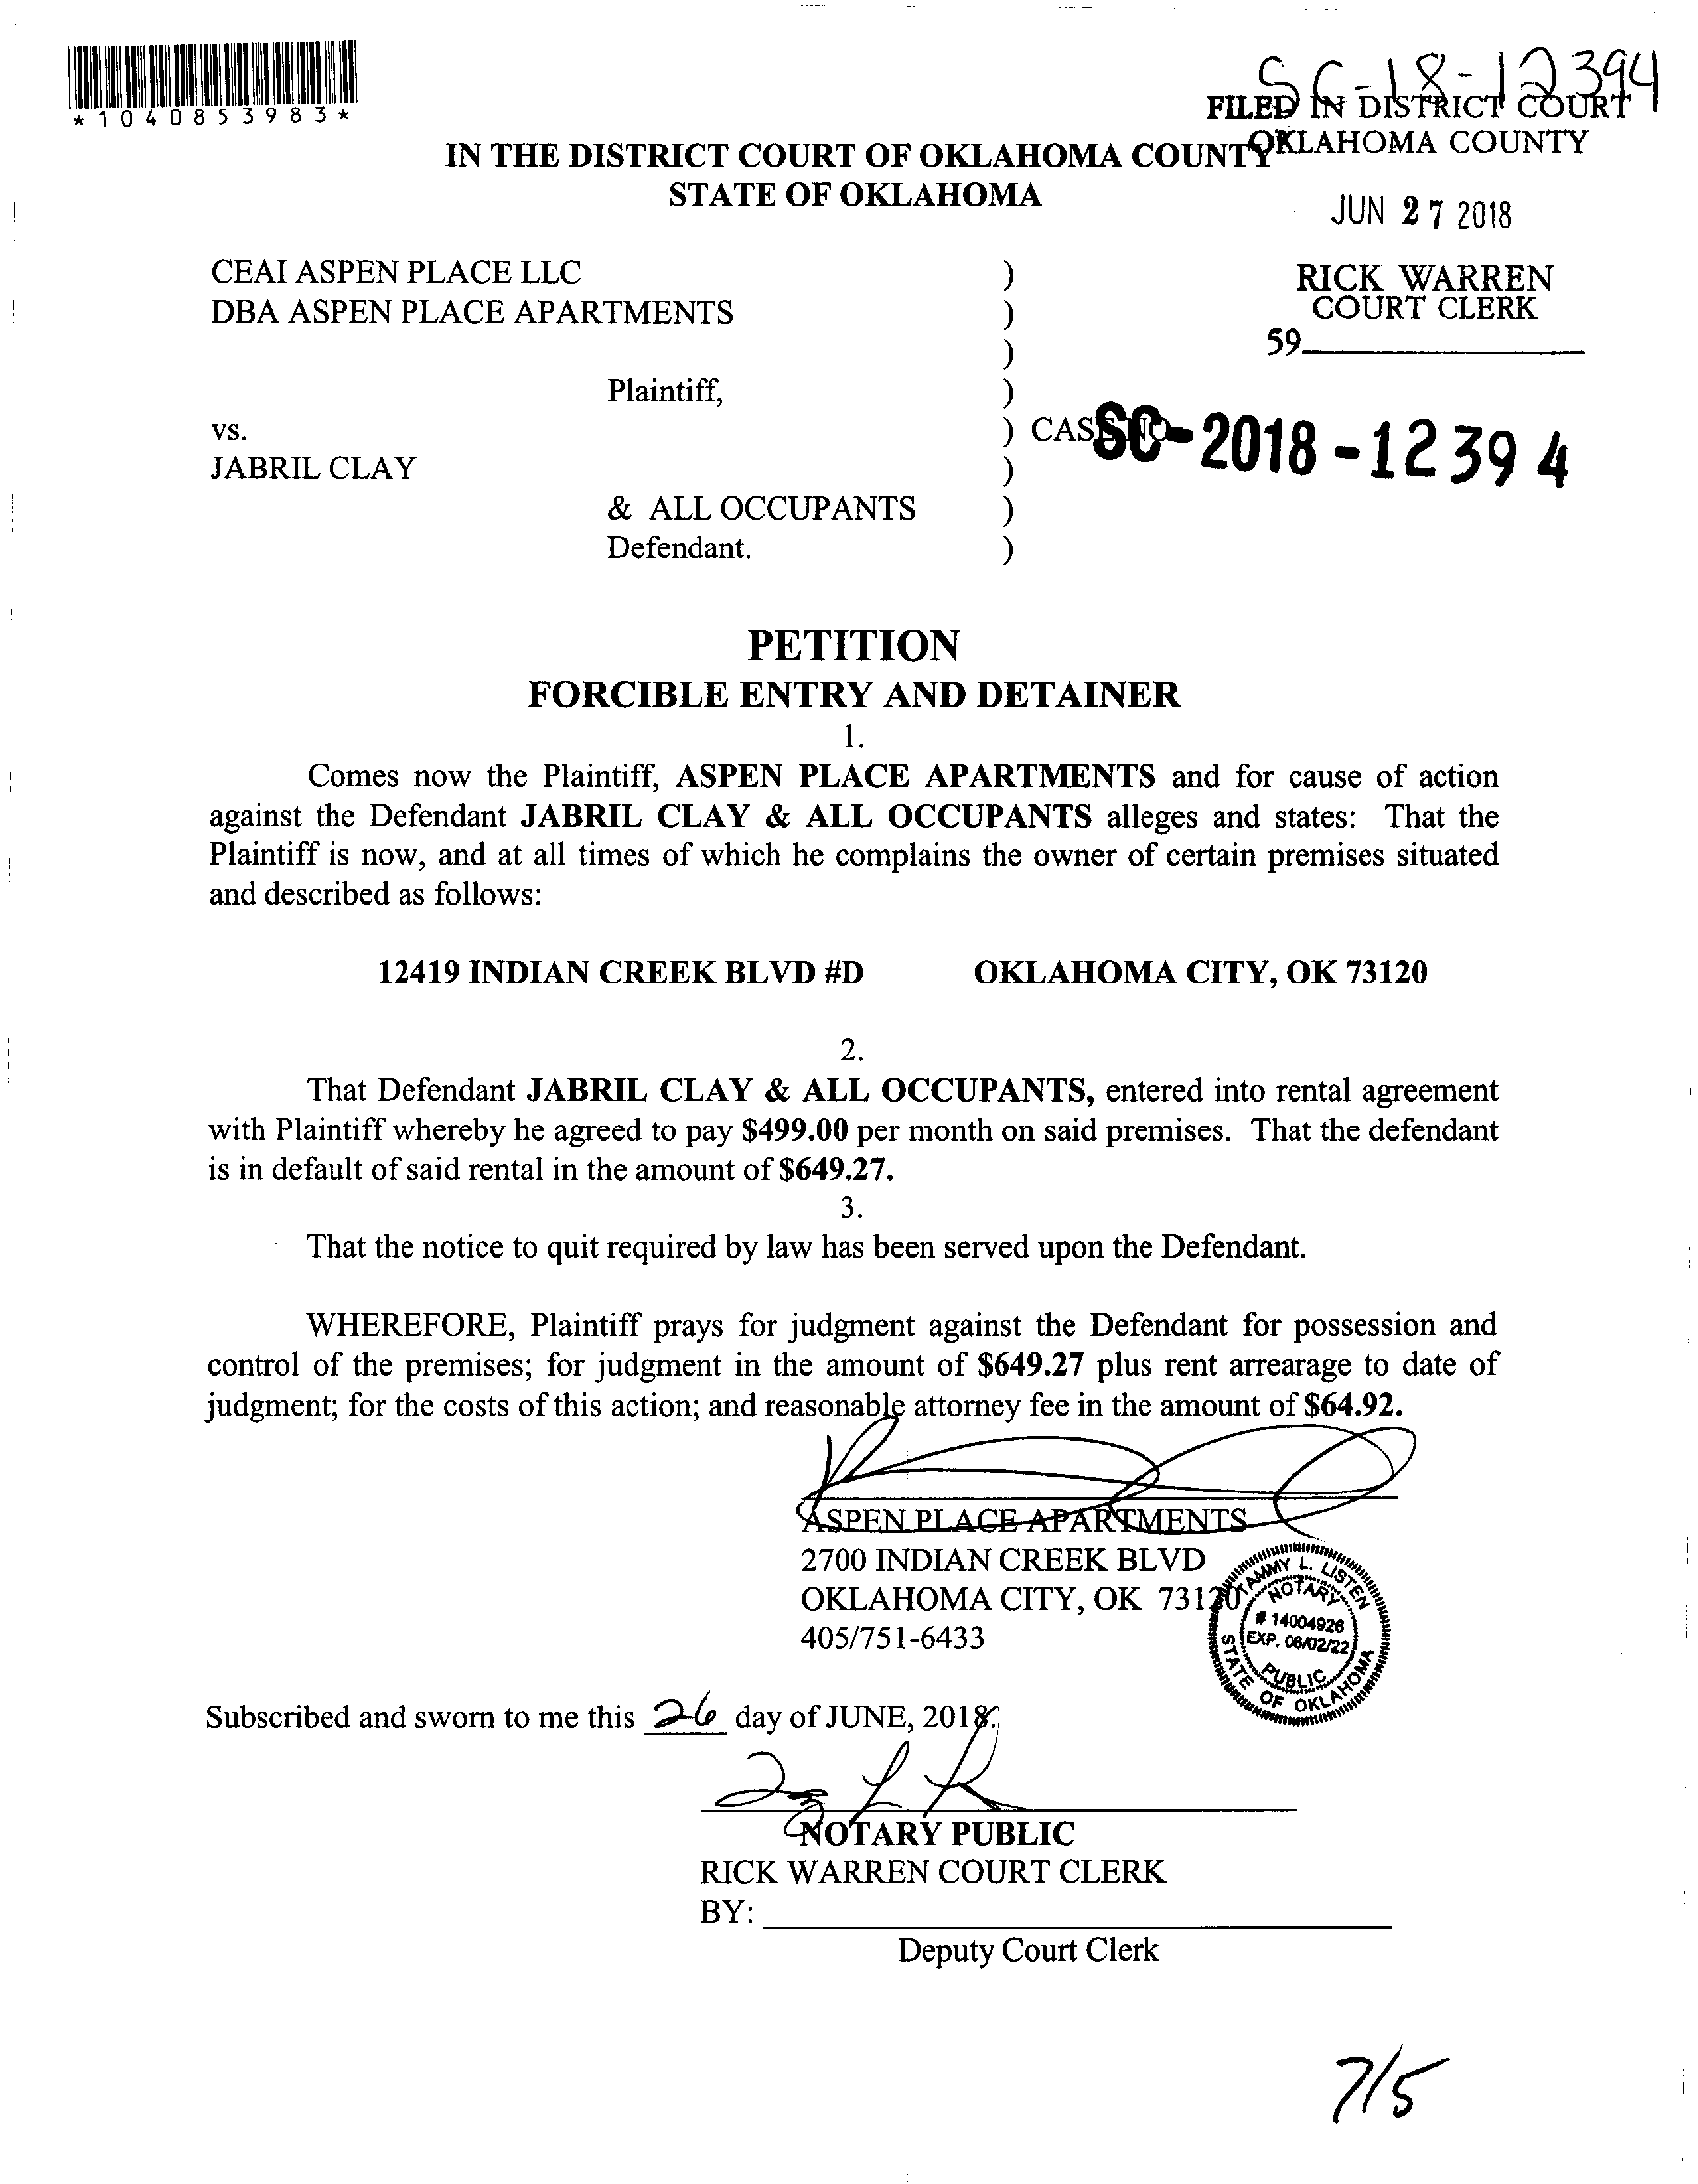 SC-18-12394
*1040853983*
FILED IN DISTRICT COURT
OKLAHOMA COUNTY
IN THE DISTRICT COURT OF OKLAHOMA COUNTY
STATE OF OKLAHOMA
JUN 27 2018
CEAI ASPEN PLACE LLC )
DBA ASPEN PLACE APARTMENTS )
)
RICK WARREN
COURT CLERK
59
Plaintiff, )
vs. ) CASE NO. SC-2018-12394
JABRIL CLAY )
& ALL OCCUPANTS )
Defendant. )
PETITION
FORCIBLE ENTRY AND DETAINER
1.
Comes now the Plaintiff, ASPEN PLACE APARTMENTS and for cause of action
against the Defendant JABRIL CLAY & ALL OCCUPANTS alleges and states: That the
Plaintiff is now, and at all times of which he complains the owner of certain premises situated
and described as follows:
12419 INDIAN CREEK BLVD #D OKLAHOMA CITY, OK 73120
2.
That Defendant JABRIL CLAY & ALL OCCUPANTS, entered into rental agreement
with Plaintiff whereby he agreed to pay $499.00 per month on said premises. That the defendant
is in default of said rental in the amount of $649.27.
3.
That the notice to quit required by law has been served upon the Defendant.
WHEREFORE, Plaintiff prays for judgment against the Defendant for possession and
control of the premises; for judgment in the amount of $649.27 plus rent arrearage to date of
judgment; for the costs of this action; and reasonable attorney fee in the amount of $64.92.
ASPEN PLACE APARTMENTS
2700 INDIAN CREEK BLVD
OKLAHOMA CITY, OK 73120
405/751-6433
TAMMY L. LISTEN
NOTARY
# 14004926
EXP. 06/02/22
PUBLIC
STATE OF OKLAHOMA
Subscribed and sworn to me this 26 day of JUNE, 2018.
NOTARY PUBLIC
RICK WARREN COURT CLERK
BY:
Deputy Court Clerk
7/5